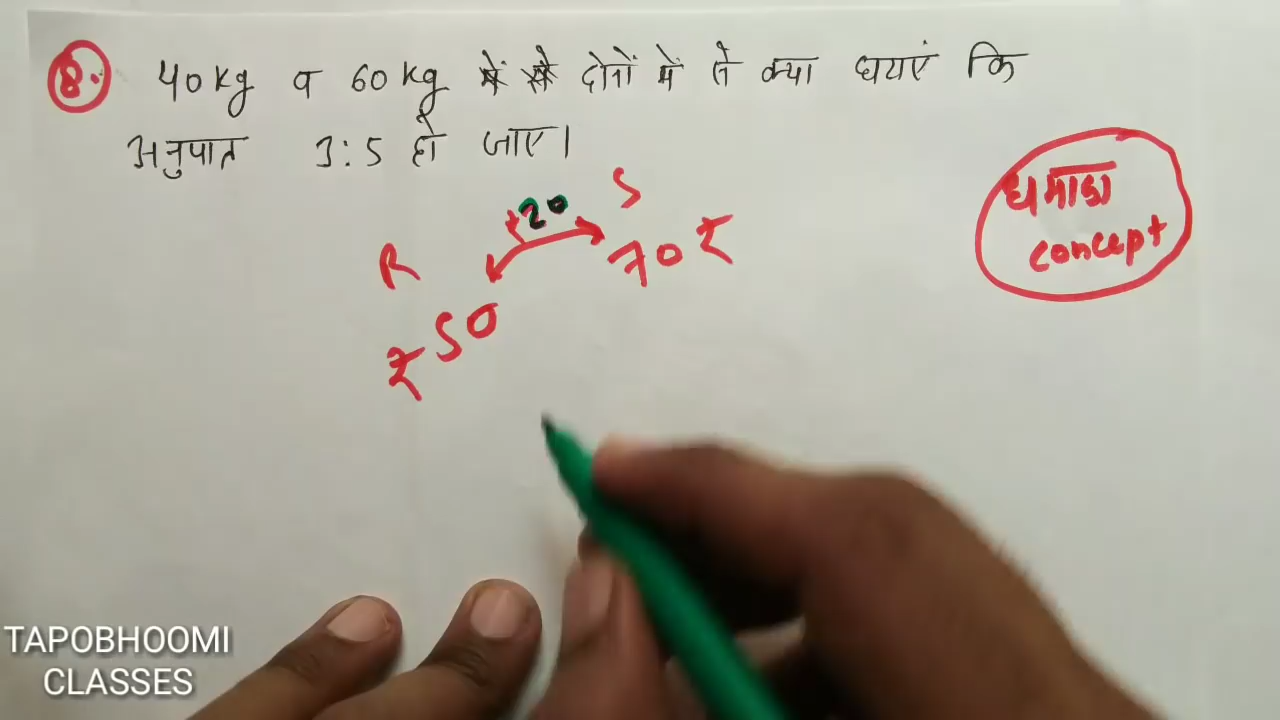 8. 40 kg व 60 kg दोनों में से क्या घटाएं कि
अनुपात 3:5 हो जाए।
धमाका
concept
20
S
R
70 ₹
₹ 50
TAPOBHOOMI
CLASSES